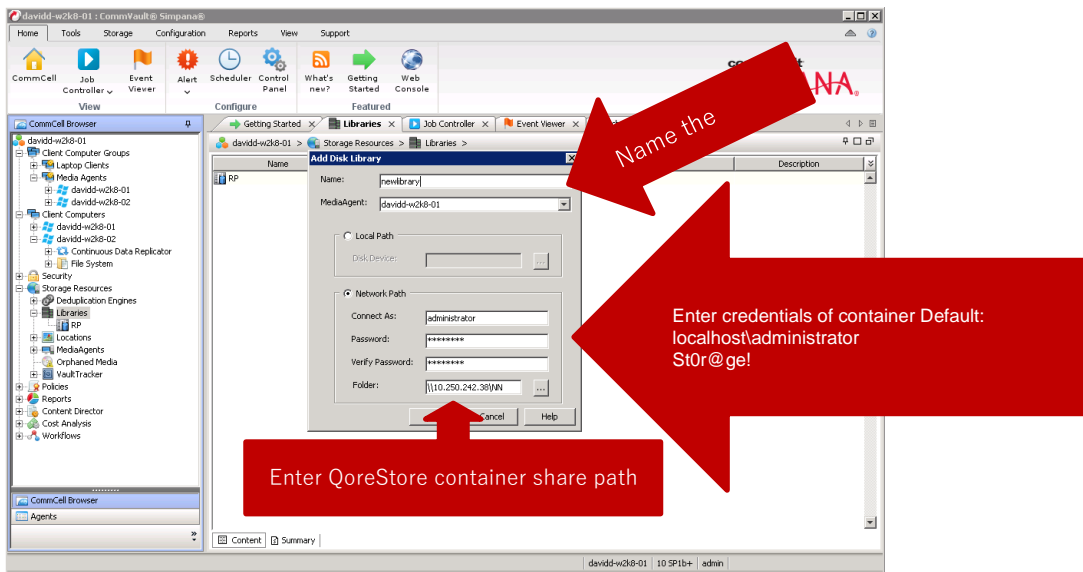 davidd-w2k8-01 : CommVault® Simpana®
Home Tools Storage Configuration Reports View Support
CommCell Job Controller Event Viewer Alert Scheduler Control Panel What's new? Getting Started Web Console
View Configure Featured
CommCell Browser
Getting Started Libraries Job Controller Event Viewer
davidd-w2k8-01 > Storage Resources > Libraries >
Name Description
RP
davidd-w2k8-01
Client Computer Groups
Laptop Clients
Media Agents
davidd-w2k8-01
davidd-w2k8-02
Client Computers
davidd-w2k8-01
davidd-w2k8-02
Continuous Data Replicator
File System
Security
Storage Resources
Deduplication Engines
Libraries
RP
Locations
MediaAgents
Orphaned Media
VaultTracker
Policies
Reports
Content Director
Cost Analysis
Workflows
CommCell Browser
Agents
Add Disk Library
Name: newlibrary
MediaAgent: davidd-w2k8-01
Local Path
Disk Device: ...
Network Path
Connect As: administrator
Password: ********
Verify Password: ********
Folder: \\10.250.242.38\NN ...
Cancel Help
Name the
Enter credentials of container Default:
localhost\administrator
St0r@ge!
Enter QoreStore container share path
Content Summary
davidd-w2k8-01 10 SP1b+ admin